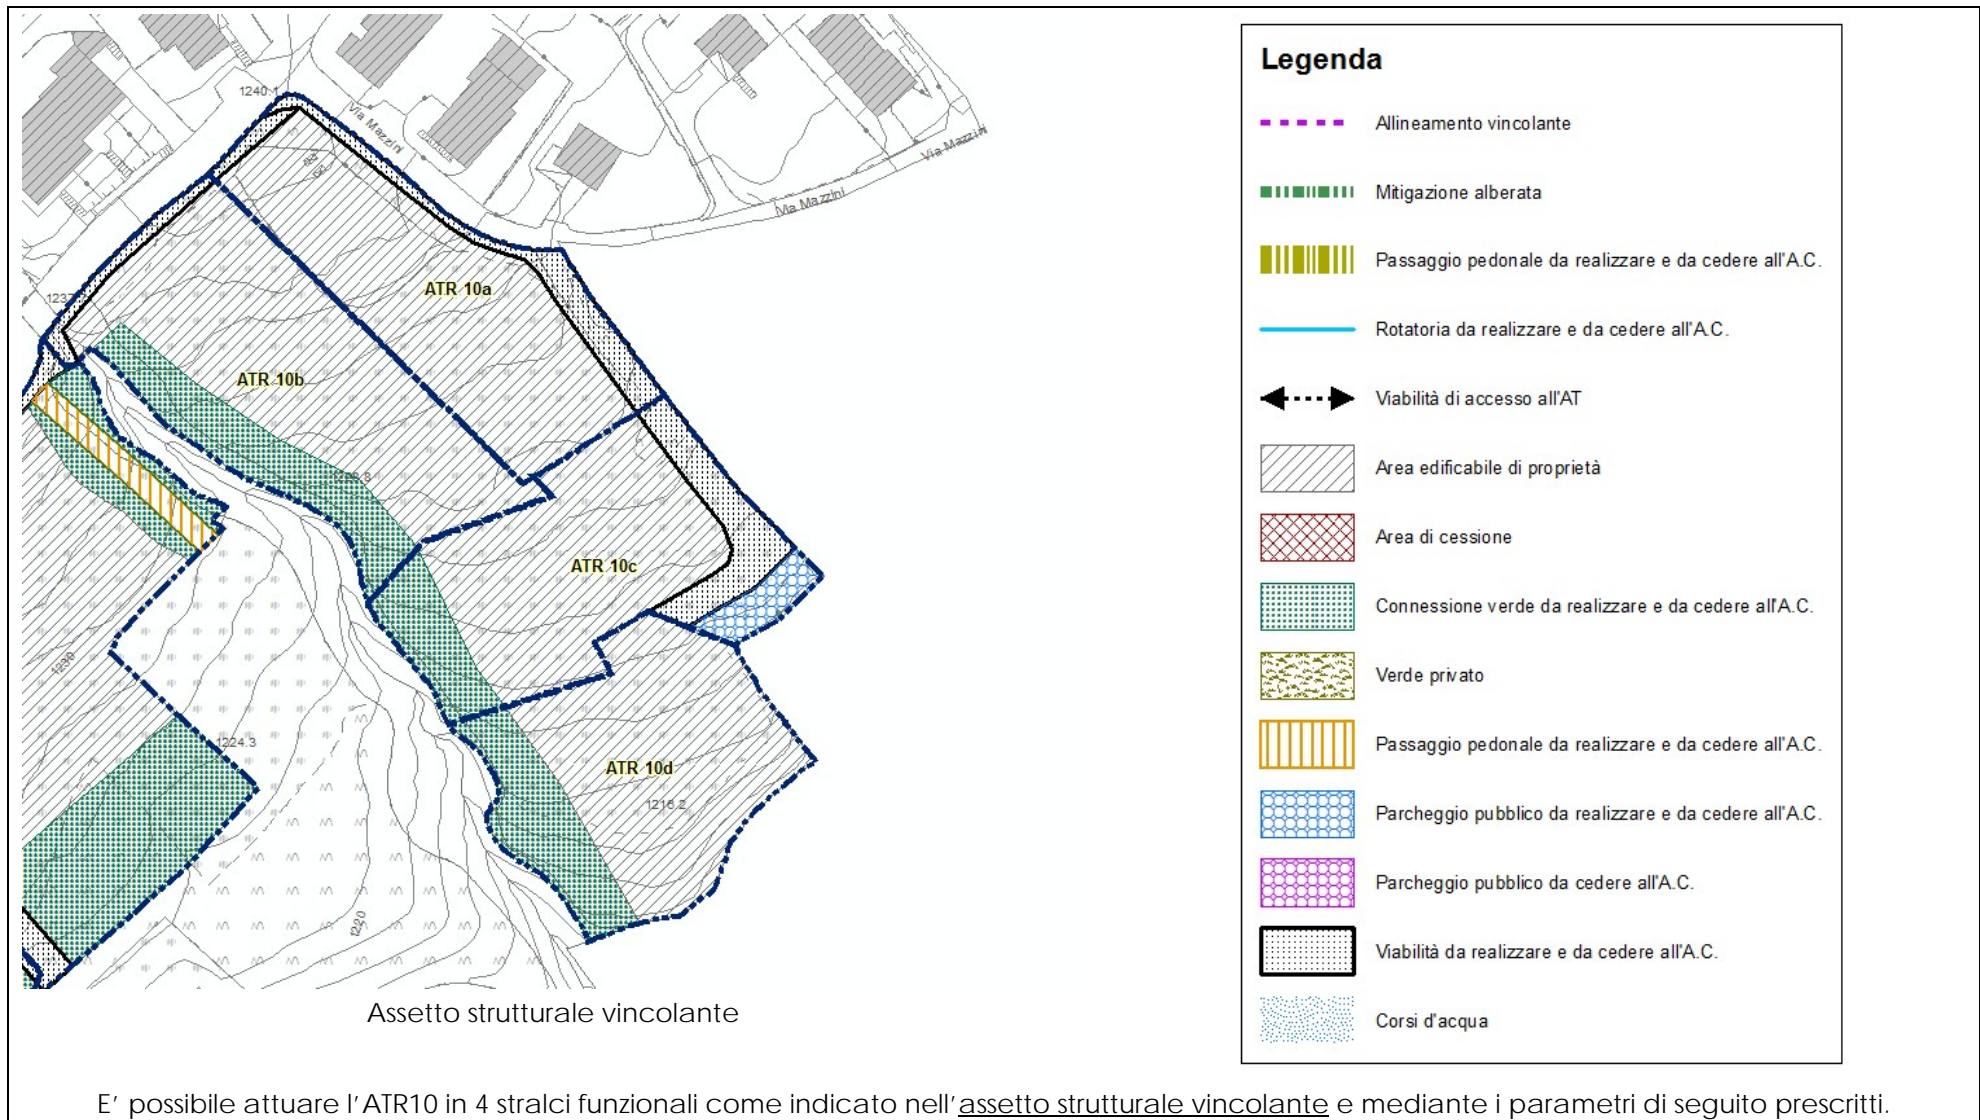 1240.1
Via Mazzini
Via Mazzini
Via Mazzini
ATR 10a
ATR 10b
ATR 10c
1230
1224.3
ATR 10d
1216.2
1220
Assetto strutturale vincolante
Legenda
Allineamento vincolante
Mitigazione alberata
Passaggio pedonale da realizzare e da cedere all'A.C.
Rotatoria da realizzare e da cedere all'A.C.
Viabilità di accesso all'AT
Area edificabile di proprietà
Area di cessione
Connessione verde da realizzare e da cedere all'A.C.
Verde privato
Passaggio pedonale da realizzare e da cedere all'A.C.
Parcheggio pubblico da realizzare e da cedere all'A.C.
Parcheggio pubblico da cedere all'A.C.
Viabilità da realizzare e da cedere all'A.C.
Corsi d'acqua
E' possibile attuare l'ATR10 in 4 stralci funzionali come indicato nell'assetto strutturale vincolante e mediante i parametri di seguito prescritti.